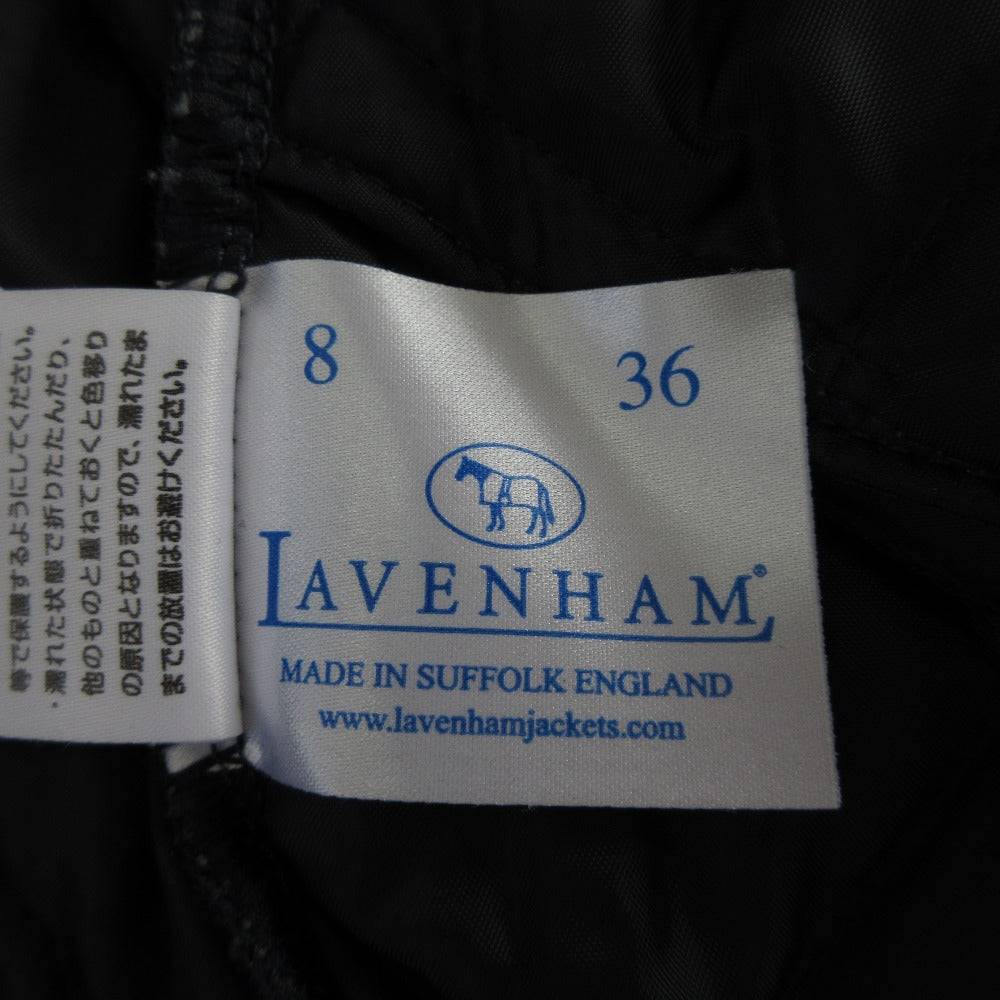 8 36
LAVENHAM®
MADE IN SUFFOLK ENGLAND
www.lavenhamjackets.com
等で保護するようにしてください。
・濡れた状態で折りたたんだり、
他のものと重ねておくと色移り
の原因となりますので、濡れたま
までの放置はお避けください。